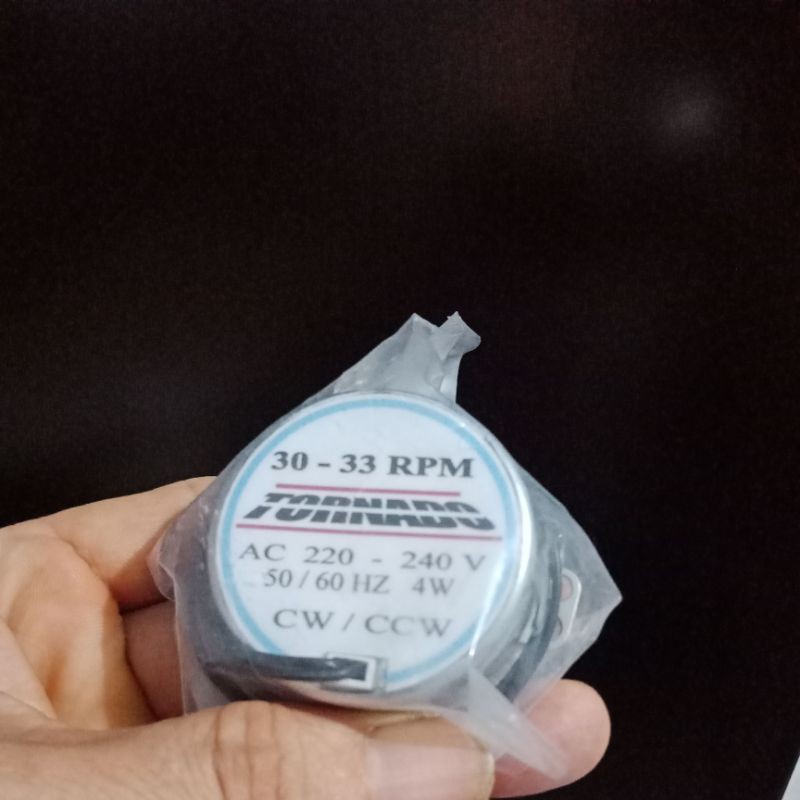 30 - 33 RPM
TORNADO
AC 220 - 240 V
50 / 60 HZ 4W
CW / CCW